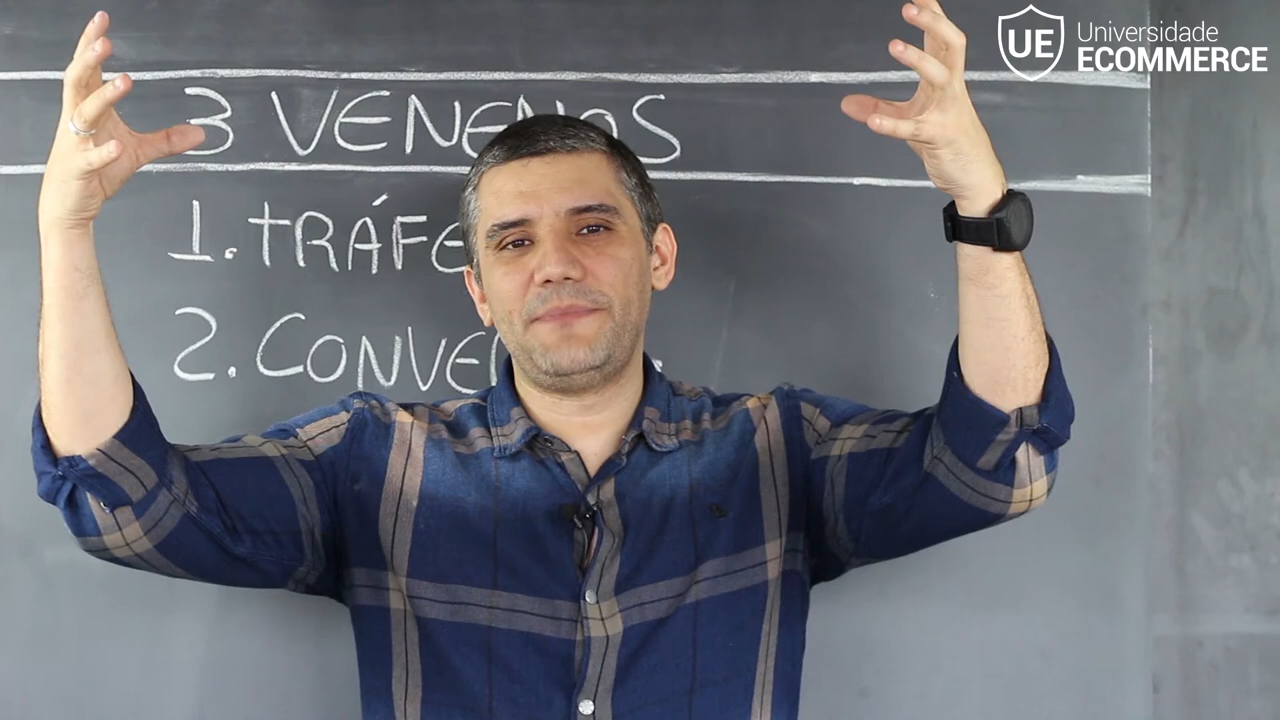 Universidade
UE ECOMMERCE
3 VENENOS
1. TRÁFE
2. CONVE